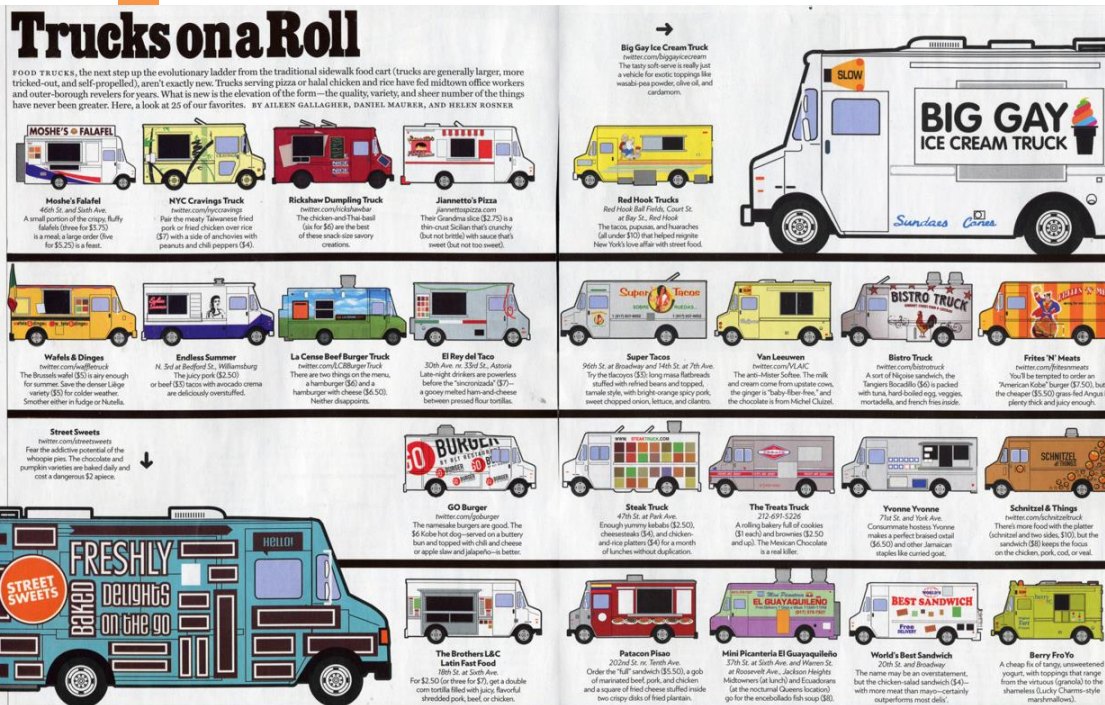 Trucks on a Roll
FOOD TRUCKS, the next step up the evolutionary ladder from the traditional sidewalk food cart (trucks are generally larger, more
tricked-out, and self-propelled), aren't exactly new. Trucks serving pizza or halal chicken and rice have fed midtown office workers
and outer-borough revelers for years. What is new is the elevation of the form—the quality, variety, and sheer number of the things
have never been greater. Here, a look at 25 of our favorites. BY AILEEN GALLAGHER, DANIEL MAURER, AND HELEN ROSNER
→
Big Gay Ice Cream Truck
twitter.com/biggayicecream
The tasty soft-serve is really just
a vehicle for exotic toppings like
wasabi-pea powder, olive oil, and
cardamom.
SLOW
BIG GAY
ICE CREAM TRUCK
Sundaes Cones
MOSHE'S FALAFEL
Moshe's Falafel
46th St. and Sixth Ave.
A small portion of the crispy, fluffy
falafels (three for $3.75)
is a meal; a large order (five
for $5.25) is a feast.
NYC Cravings Truck
twitter.com/nyccravings
Pair the meaty Taiwanese fried
pork or fried chicken over rice
($7) with a side of anchovies with
peanuts and chili peppers ($4).
Rickshaw Dumpling Truck
twitter.com/rickshawbar
The chicken-and-Thai-basil
(six for $6) are the best
of these snack-size savory
creations.
Jiannetto's Pizza
jiannettospizza.com
Their Grandma slice ($2.75) is a
thin-crust Sicilian that's crunchy
(but not brittle) with sauce that's
sweet (but not too sweet).
Red Hook Trucks
Red Hook Ball Fields, Court St.
at Bay St., Red Hook
The tacos, pupusas, and huaraches
(all under $10) that helped reignite
New York's love affair with street food.
Wafels & Dinges
twitter.com/waffletruck
The Brussels wafel ($5) is airy enough
for summer. Save the denser Liège
variety ($5) for colder weather.
Smother either in fudge or Nutella.
Endless Summer
N. 3rd at Bedford St., Williamsburg
The juicy pork ($2.50)
or beef ($3) tacos with avocado crema
are deliciously overstuffed.
La Cense Beef Burger Truck
twitter.com/LCBBurgerTruck
There are two things on the menu,
a hamburger ($6) and a
hamburger with cheese ($6.50).
Neither disappoints.
El Rey del Taco
30th Ave. nr. 33rd St., Astoria
Late-night drinkers are powerless
before the "sincronizada" ($7)—
a gooey melted ham-and-cheese
between pressed flour tortillas.
Super Tacos
Super Tacos
96th St. at Broadway and 14th St. at 7th Ave.
Try the tlacoyos ($5): long masa flatbreads
stuffed with refried beans and topped,
tamale style, with bright-orange spicy pork,
sweet chopped onion, lettuce, and cilantro.
Van Leeuwen
twitter.com/VLAIC
The anti-Mister Softee. The milk
and cream come from upstate cows,
the ginger is "baby-fiber-free," and
the chocolate is from Michel Cluizel.
BISTRO TRUCK
Bistro Truck
twitter.com/bistrotruck
A sort of Niçoise sandwich, the
Tangiers Bocadillo ($6) is packed
with tuna, hard-boiled egg, veggies,
mortadella, and french fries inside.
Frites 'N' Meats
twitter.com/fritesnmeats
You'll be tempted to order an
"American Kobe" burger ($7.50), but
the cheaper ($5.50) grass-fed Angus
plenty thick and juicy enough.
Street Sweets
twitter.com/streetsweets
Fear the addictive potential of the
whoopie pies. The chocolate and
pumpkin varieties are baked daily and
cost a dangerous $2 apiece.
↓
STREET
SWEETS
FRESHLY
BAKED
DELIGHTS
on the GO
HELLO!
GO BURGER
GO Burger
twitter.com/goburger
The namesake burgers are good. The
$6 Kobe hot dog—served on a buttery
bun and topped with chili and cheese
or apple slaw and jalapeño—is better.
WWW. STEAKTRUCK.COM
Steak Truck
47th St. at Park Ave.
Enough yummy kebabs ($2.50),
cheesesteaks ($4), and chicken-
and-rice platters ($4) for a month
of lunches without duplication.
The Treats Truck
212-691-5226
A rolling bakery full of cookies
($1 each) and brownies ($2.50
and up). The Mexican Chocolate
is a real killer.
Yvonne Yvonne
71st St. and York Ave.
Consummate hostess Yvonne
makes a perfect braised oxtail
($6.50) and other Jamaican
staples like curried goat.
SCHNITZEL
& THINGS
Schnitzel & Things
twitter.com/schnitzeltruck
There's more food with the platter
(schnitzel and two sides, $10), but the
sandwich ($8) keeps the focus
on the chicken, pork, cod, or veal.
The Brothers L&C
Latin Fast Food
18th St. at Sixth Ave.
For $2.50 (or three for $7), get a double
corn tortilla filled with juicy, flavorful
shredded pork, beef, or chicken.
Patacon Pisao
202nd St. nr. Tenth Ave.
Order the "full" sandwich ($5.50), a gob
of marinated beef, pork, and chicken
and a square of fried cheese stuffed inside
two crispy disks of fried plantain.
Mini Picanteria
EL GUAYAQUILEÑO
Mini Picanteria El Guayaquileño
37th St. at Sixth Ave. and Warren St.
at Roosevelt Ave., Jackson Heights
Midtowners (at lunch) and Ecuadorans
(at the nocturnal Queens location)
go for the encebollado fish soup ($8).
WORLD'S
BEST SANDWICH
Free
DELIVERY
World's Best Sandwich
20th St. and Broadway
The name may be an overstatement,
but the chicken-salad sandwich ($4)—
with more meat than mayo—certainly
outperforms most delis'.
Berry Fro Yo
A cheap fix of tangy, unsweetened
yogurt, with toppings that range
from the virtuous (granola) to the
shameless (Lucky Charms-style
marshmallows).